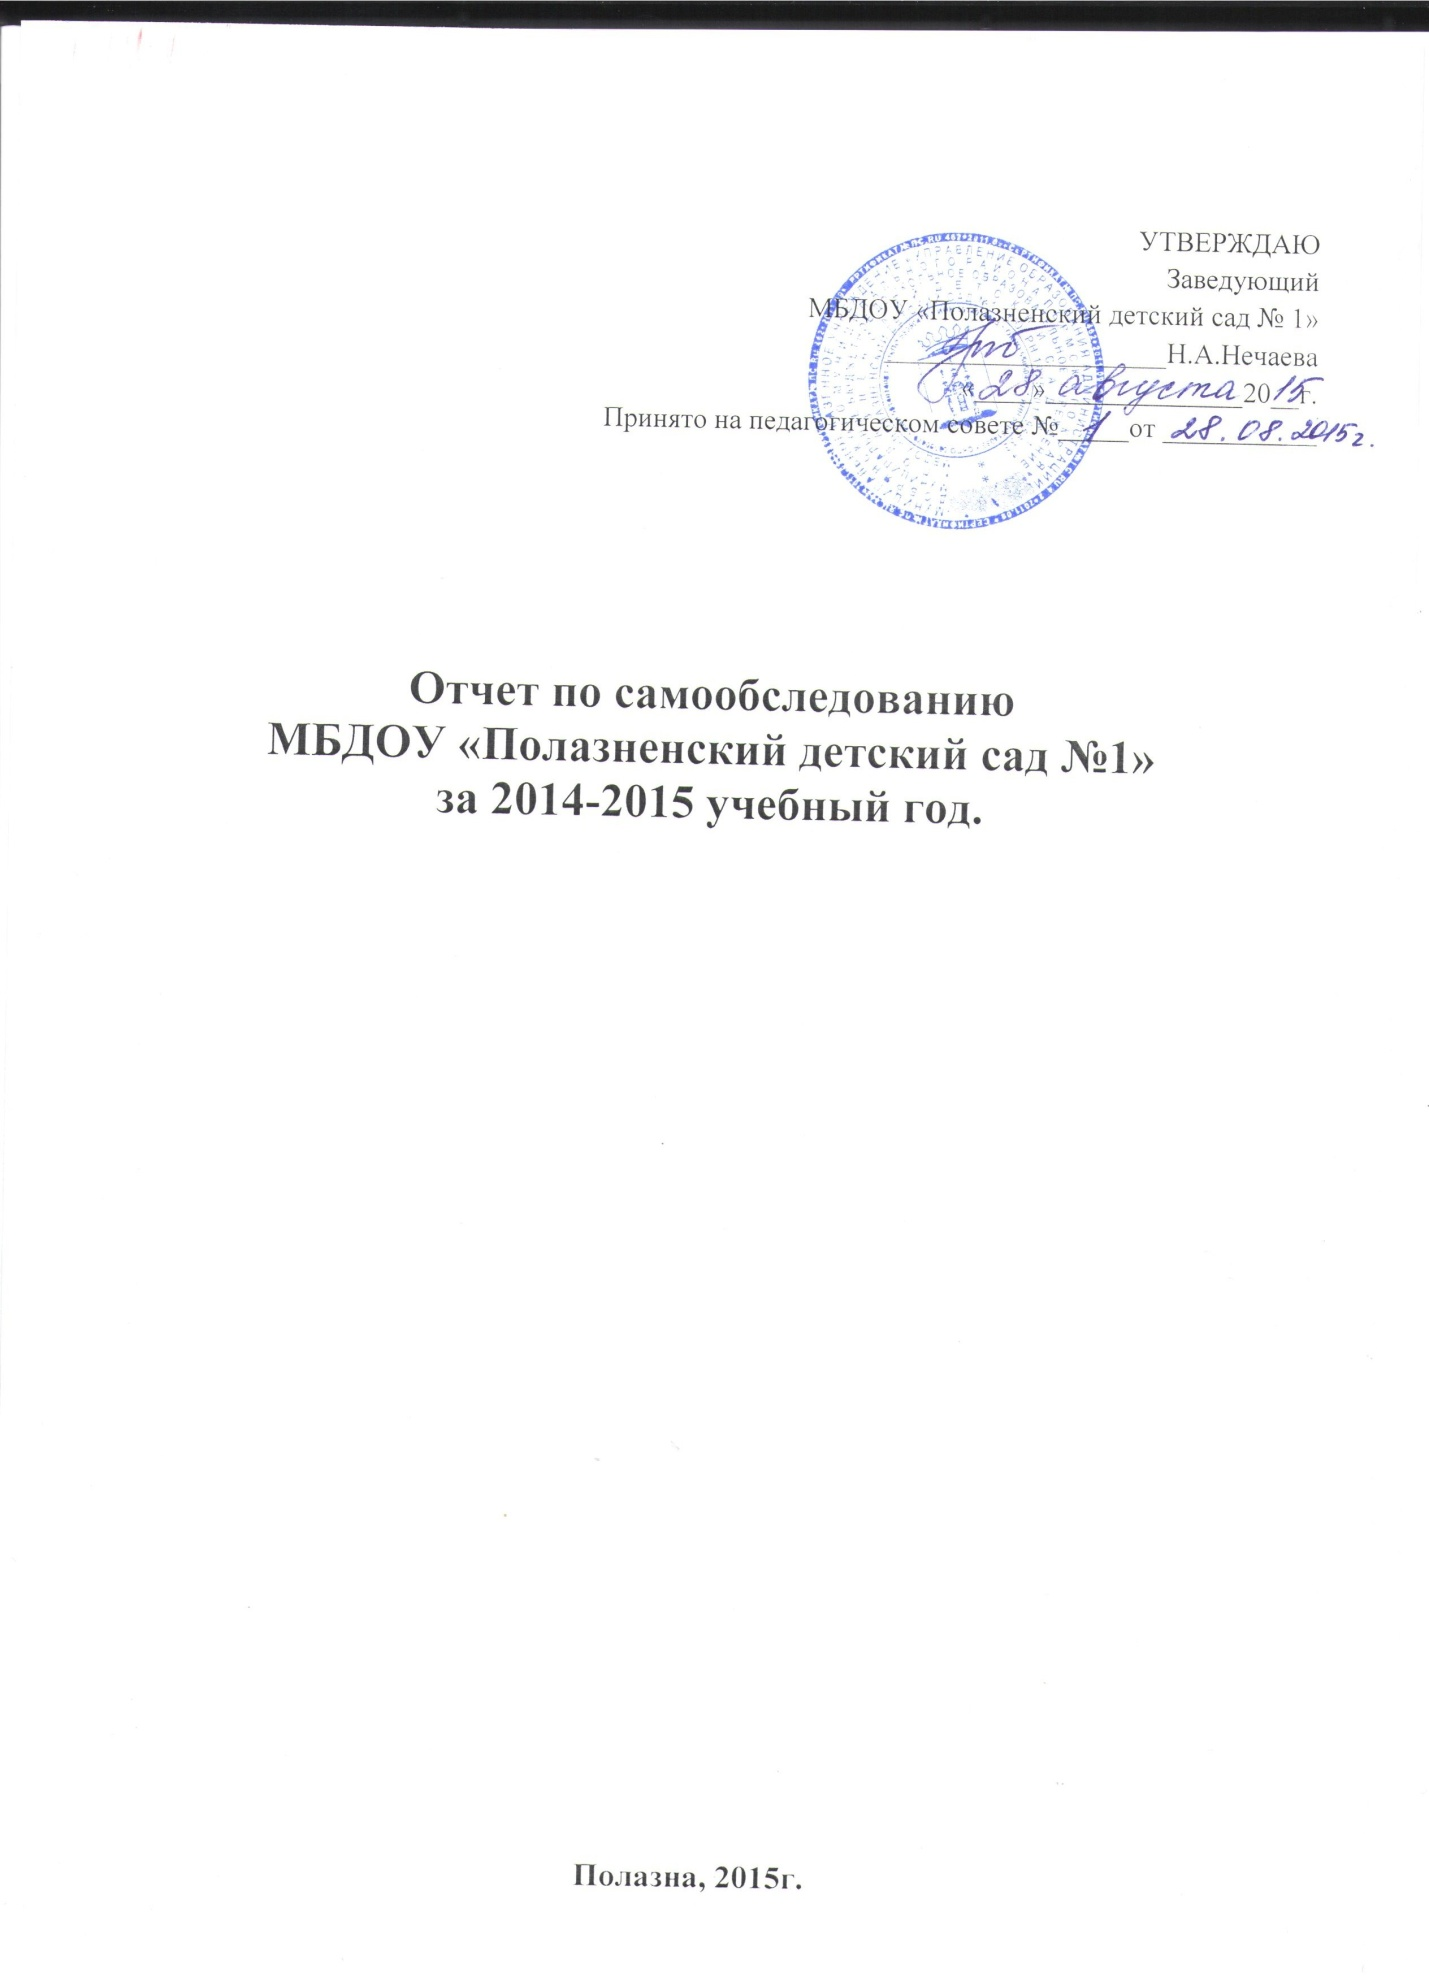 УТВЕРЖДАЮ
Заведующий
МБДОУ «Полазненский детский сад № 1»
____________________Н.А.Нечаева
«28» августа 2015г.
Принято на педагогическом совете № 1 от 28.08.2015г.
Отчет по самообследованию
МБДОУ «Полазненский детский сад №1»
за 2014-2015 учебный год.
Полазна, 2015г.